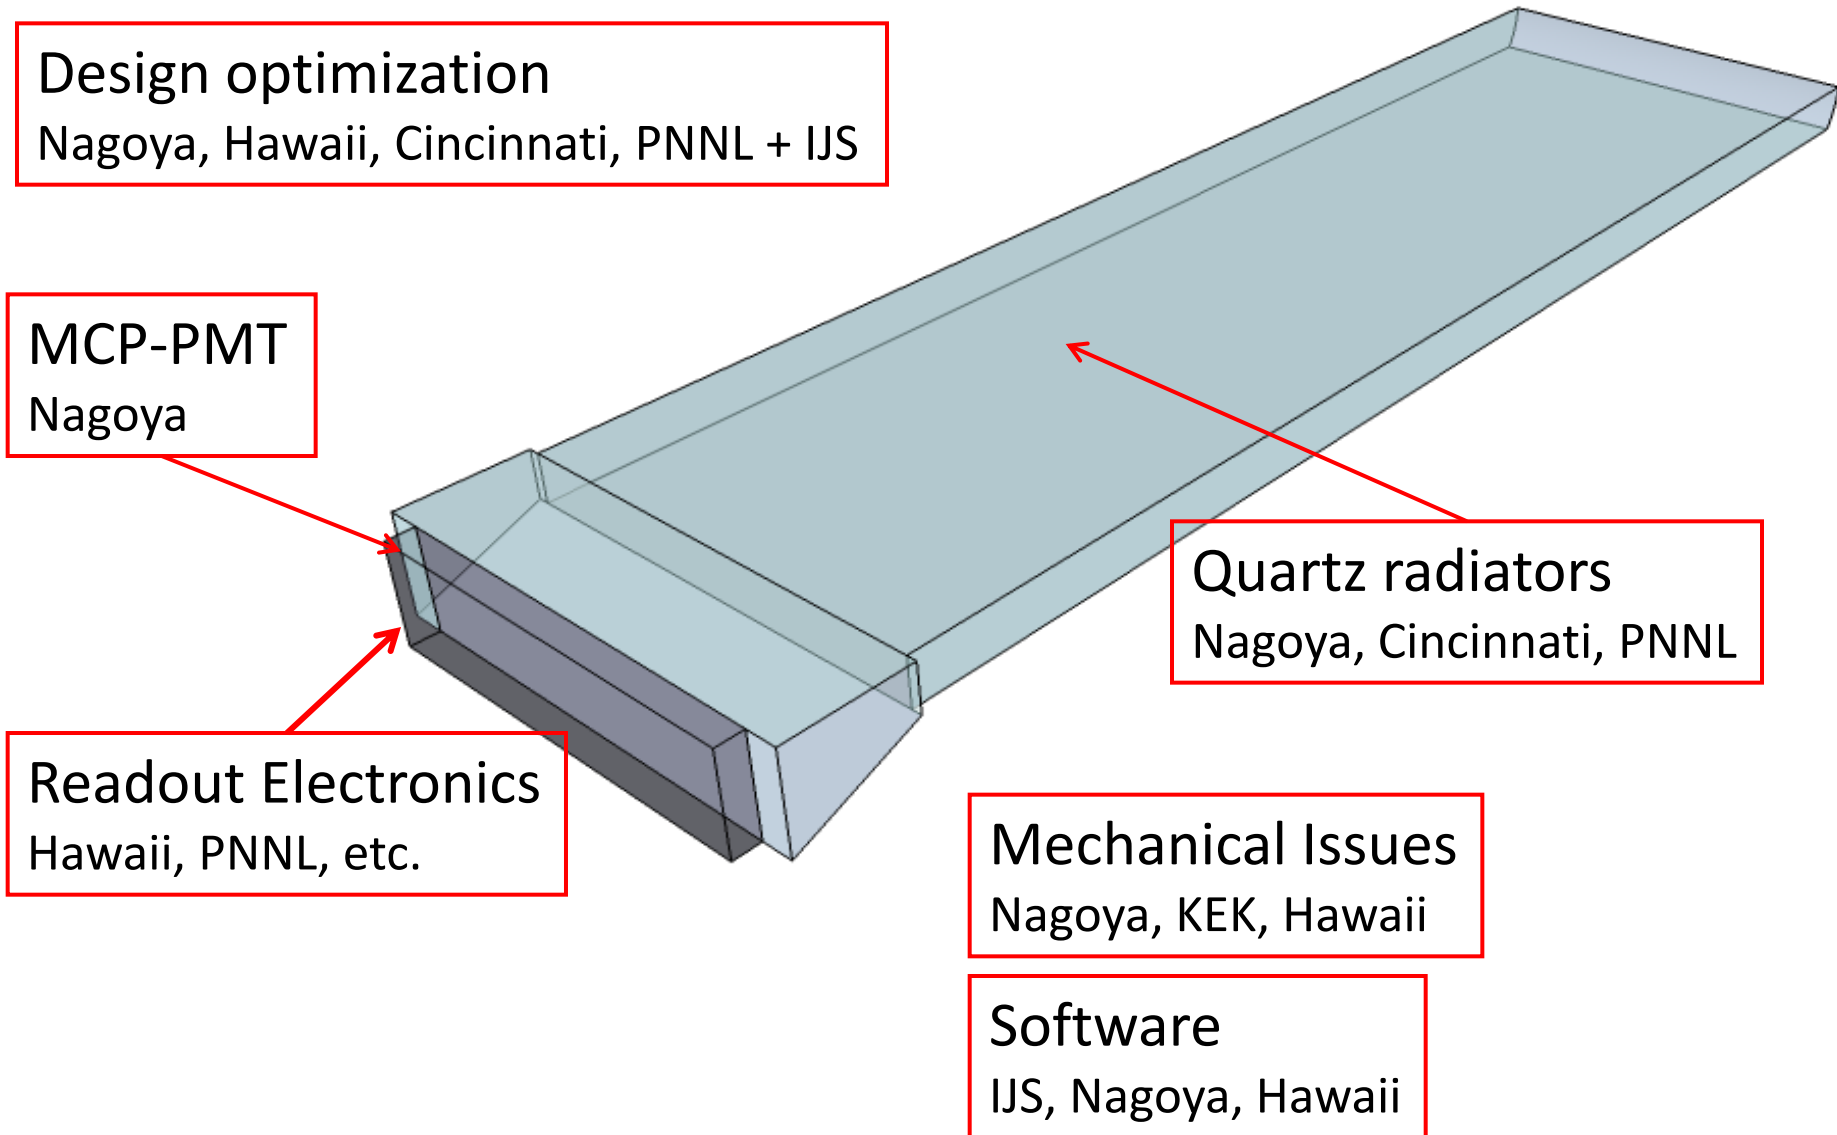 Design optimization
Nagoya, Hawaii, Cincinnati, PNNL + IJS
MCP-PMT
Nagoya
Quartz radiators
Nagoya, Cincinnati, PNNL
Readout Electronics
Hawaii, PNNL, etc.
Mechanical Issues
Nagoya, KEK, Hawaii
Software
IJS, Nagoya, Hawaii